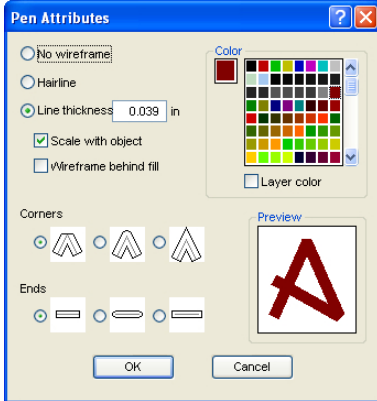 Pen Attributes
No wireframe
Hairline
Line thickness 0.039 in
Scale with object
Wireframe behind fill
Color
Layer color
Corners
Preview
Ends
OK
Cancel